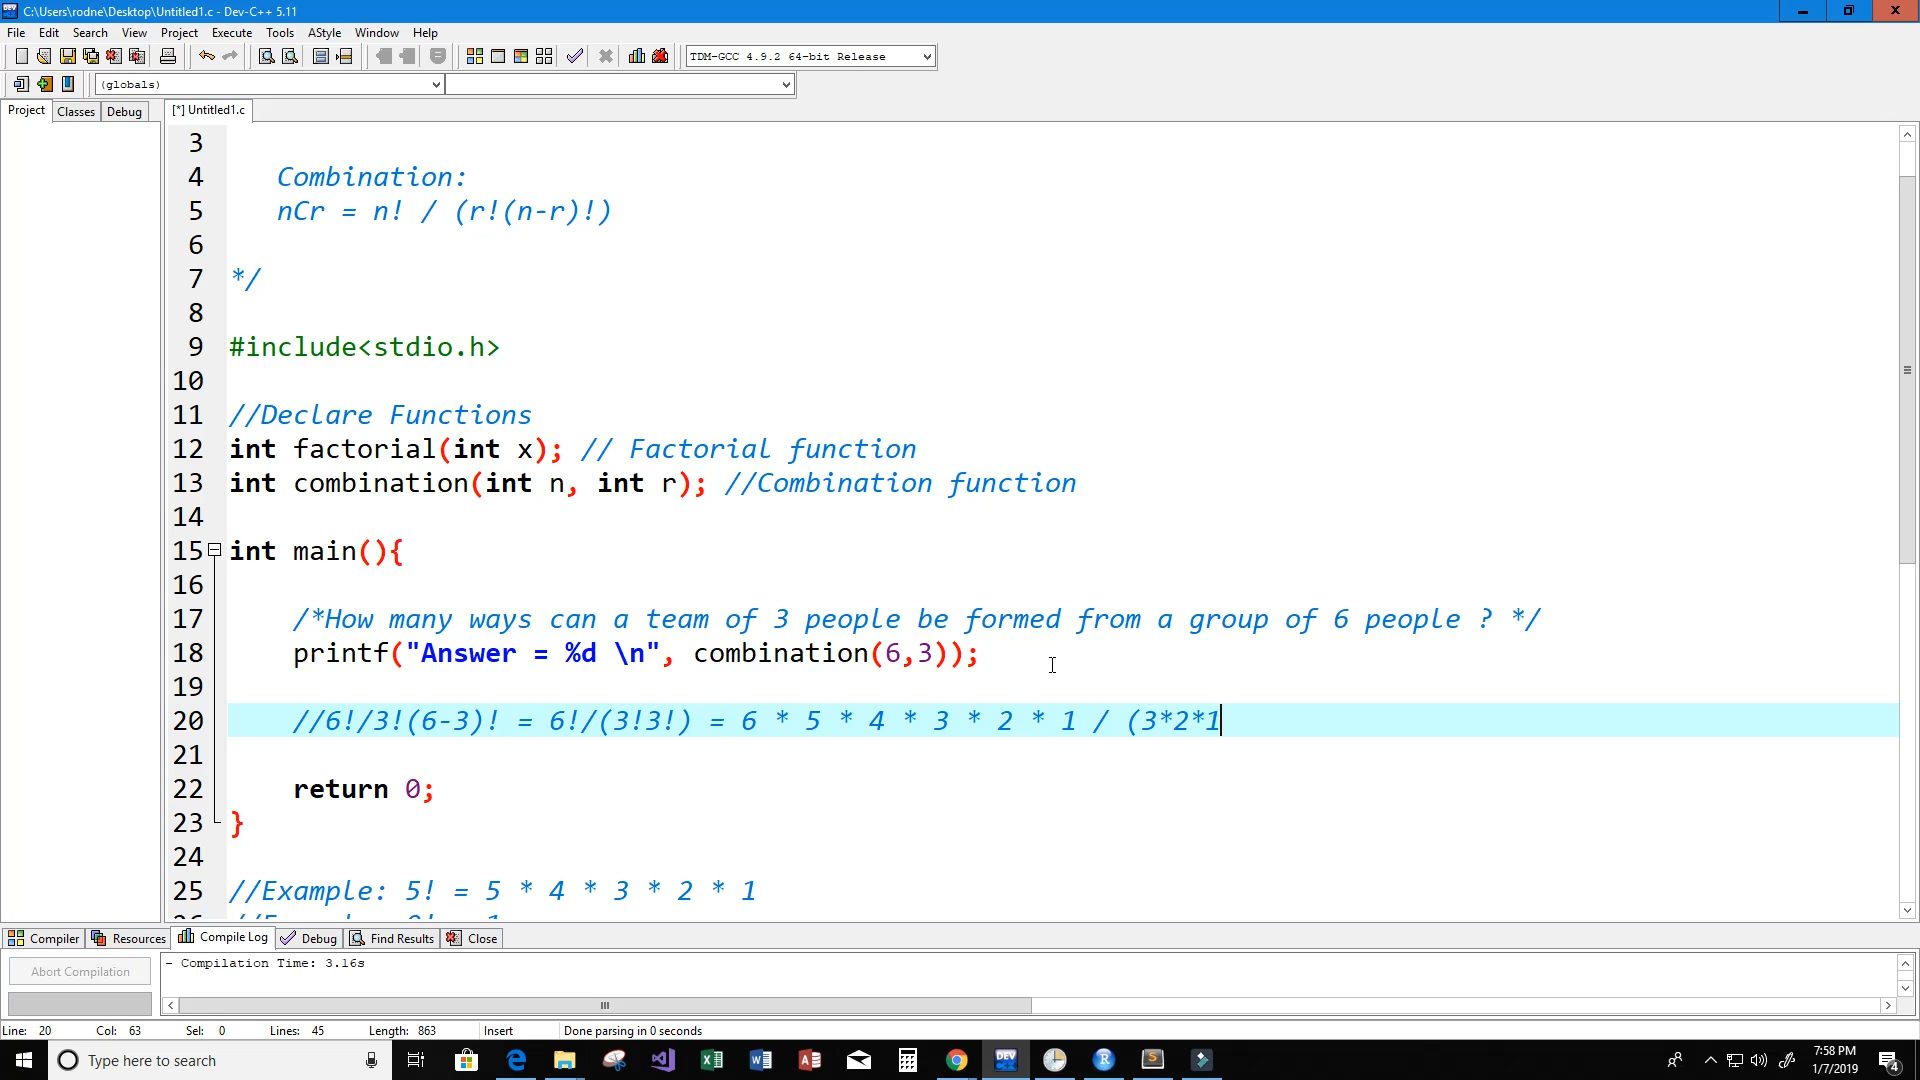 C:\Users\rodne\Desktop\Untitled1.c - Dev-C++ 5.11
File Edit Search View Project Execute Tools AStyle Window Help
TDM-GCC 4.9.2 64-bit Release
(globals)
Project Classes Debug [*] Untitled1.c
3
4 Combination:
5 nCr = n! / (r!(n-r)!)
6
7 */
8
9 #include<stdio.h>
10
11 //Declare Functions
12 int factorial(int x); // Factorial function
13 int combination(int n, int r); //Combination function
14
15 int main(){
16
17 /*How many ways can a team of 3 people be formed from a group of 6 people ? */
18 printf("Answer = %d \n", combination(6,3));
19
20 //6!/3!(6-3)! = 6!/(3!3!) = 6 * 5 * 4 * 3 * 2 * 1 / (3*2*1
21
22 return 0;
23 }
24
25 //Example: 5! = 5 * 4 * 3 * 2 * 1
Compiler Resources Compile Log Debug Find Results Close
Abort Compilation
- Compilation Time: 3.16s
Line: 20 Col: 63 Sel: 0 Lines: 45 Length: 863 Insert Done parsing in 0 seconds
Type here to search
7:58 PM
1/7/2019
4